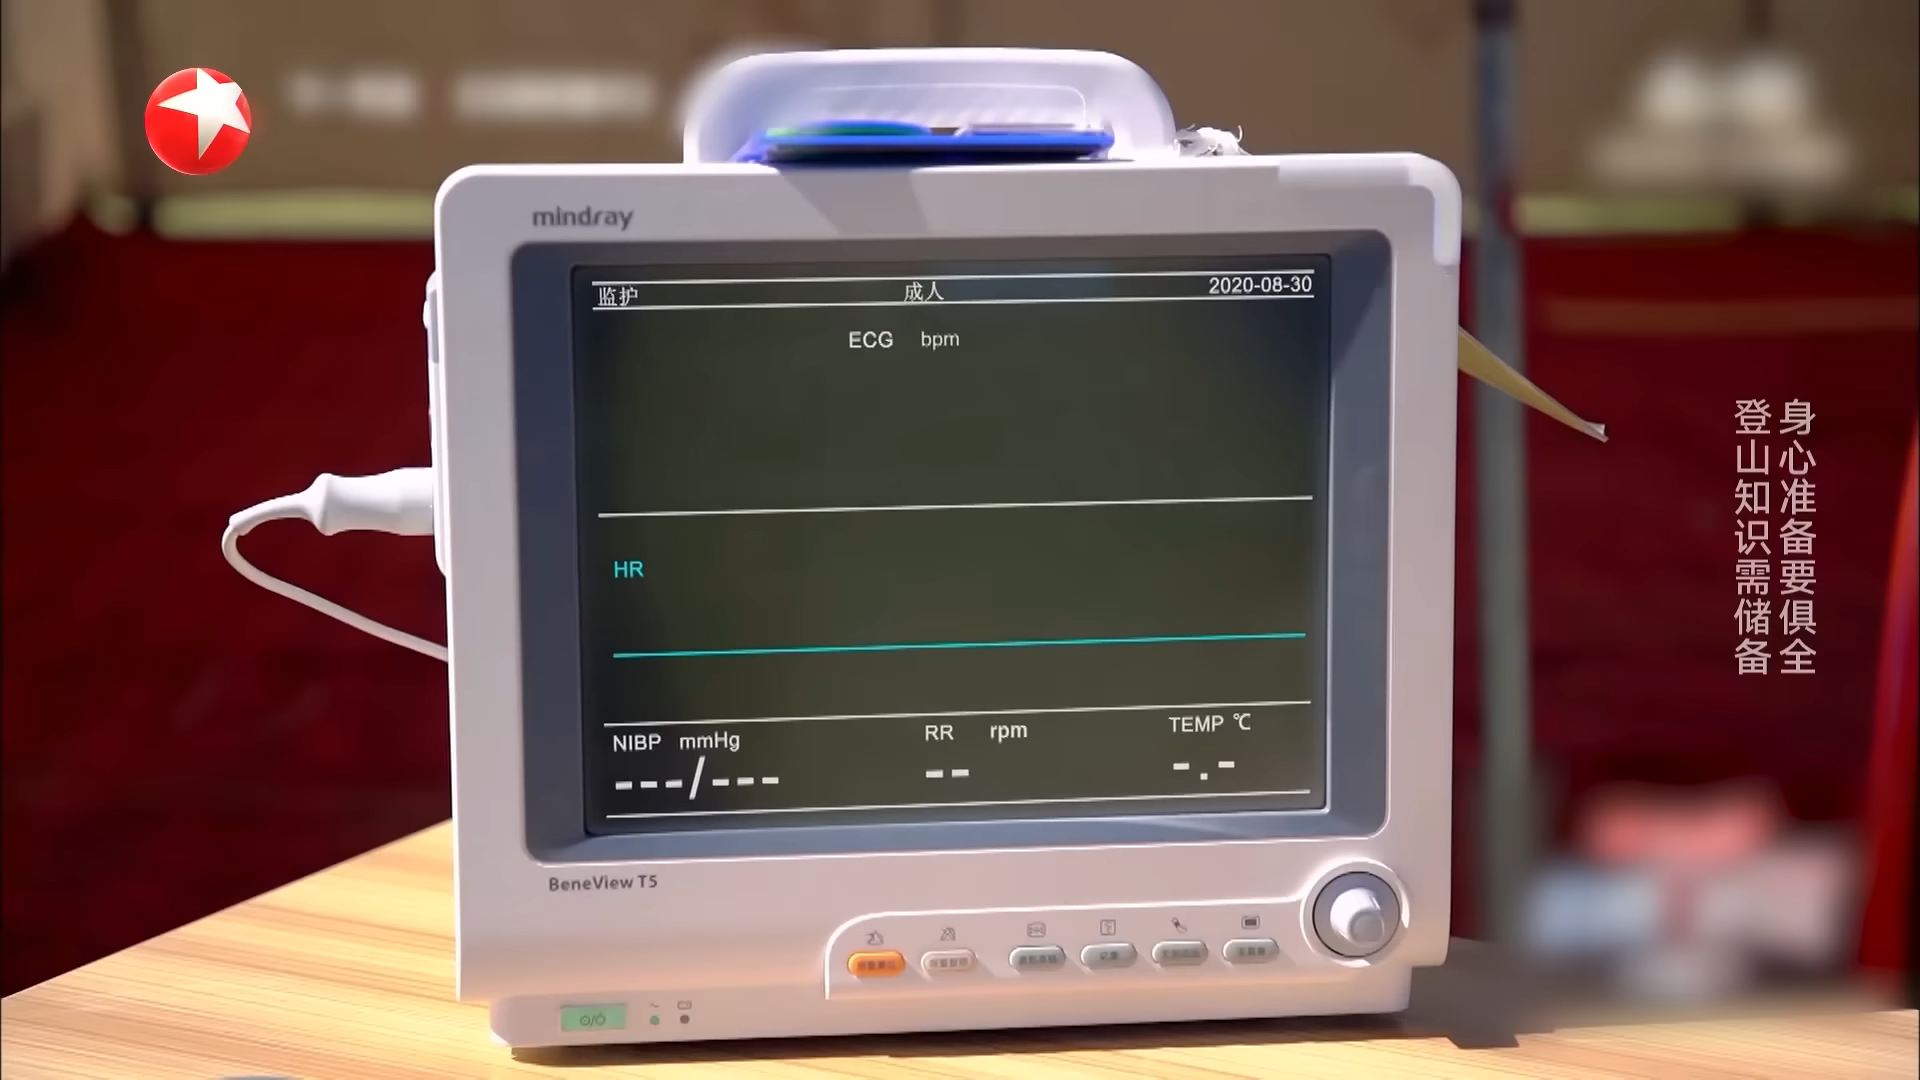 mindray
监护 成人 2020-08-30
ECG bpm
HR
NIBP mmHg RR rpm TEMP ℃
---/--- -- -.-
BeneView T5
身心准备要俱全
登山知识需储备